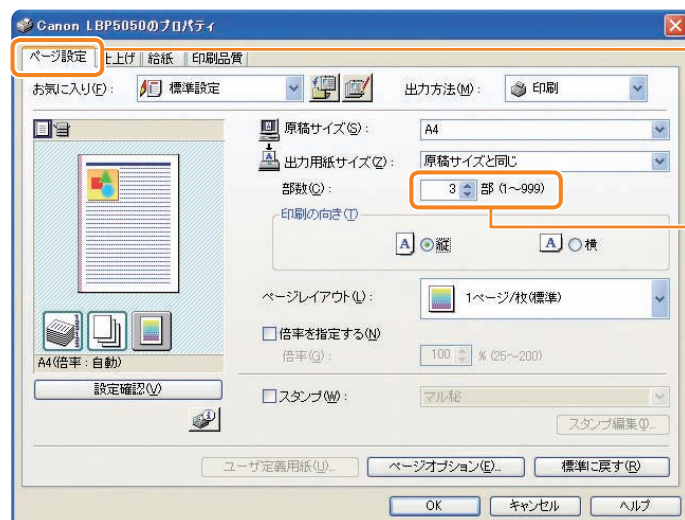 Canon LBP5050のプロパティ
ページ設定 仕上げ 給紙 印刷品質
お気に入り(F): 標準設定 出力方法(M): 印刷
原稿サイズ(S): A4
出力用紙サイズ(Z): 原稿サイズと同じ
部数(C): 3 部 (1～999)
印刷の向き(T)
A 縦 A 横
ページレイアウト(L): 1ページ/枚(標準)
倍率を指定する(N)
A4(倍率:自動) 倍率(G): 100 % (25～200)
設定確認(V) スタンプ(W): マル秘
スタンプ編集(I)...
ユーザ定義用紙(U)... ページオプション(E)... 標準に戻す(R)
OK キャンセル ヘルプ